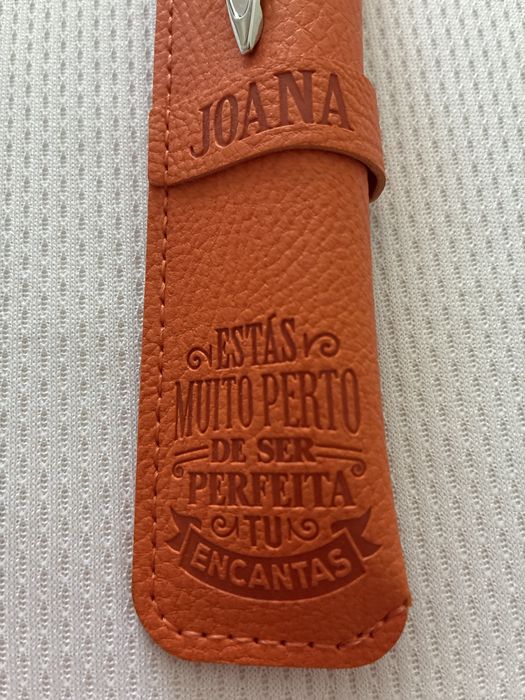 JOANA
ESTÁS
MUITO PERTO
DE SER
PERFEITA
TU
ENCANTAS